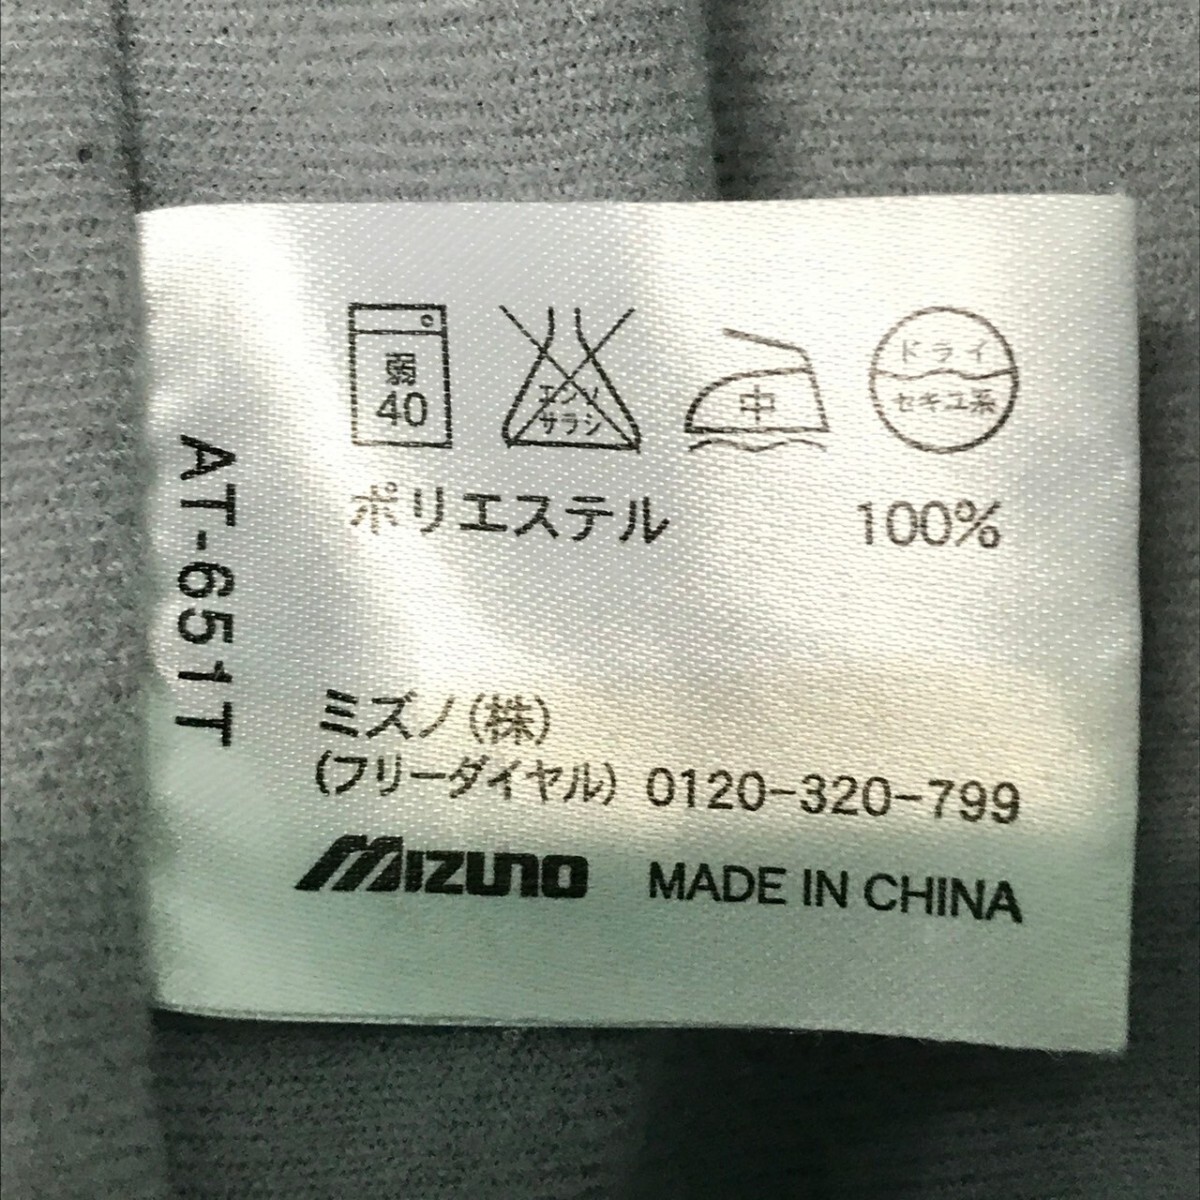 弱
40
エンソ
サラシ
中
ドライ
セキユ系
ポリエステル 100%
AT-651T
ミズノ(株)
(フリーダイヤル) 0120-320-799
MIZUNO MADE IN CHINA